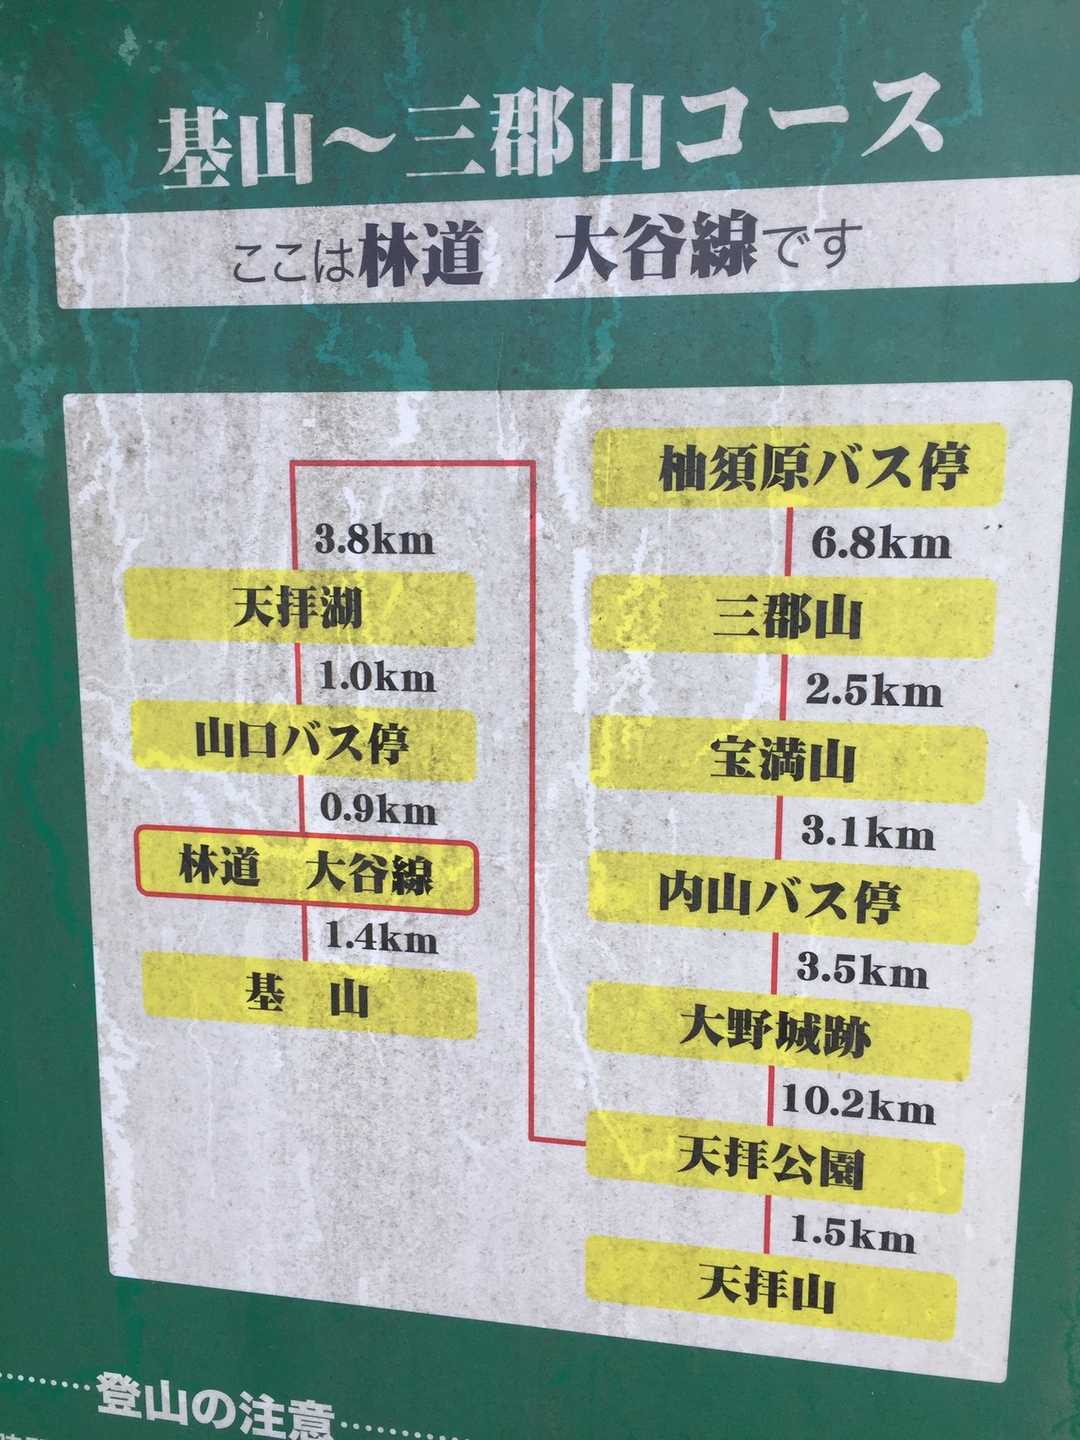 基山～三郡山コース
ここは林道　大谷線です
3.8km
天拝湖
1.0km
山口バス停
0.9km
林道　大谷線
1.4km
基　山
柚須原バス停
6.8km
三郡山
2.5km
宝満山
3.1km
内山バス停
3.5km
大野城跡
10.2km
天拝公園
1.5km
天拝山
登山の注意